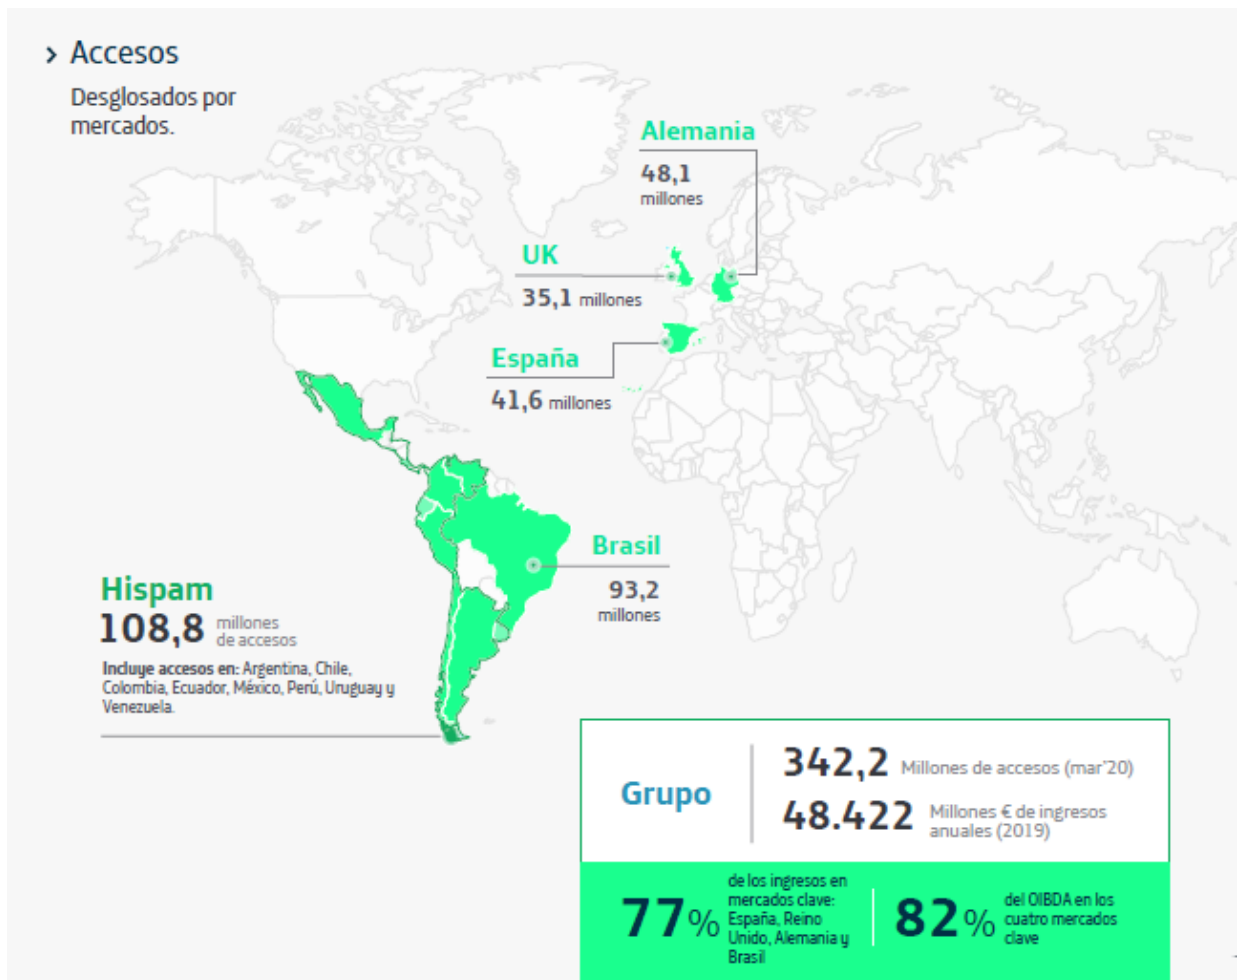 > Accesos
Desglosados por
mercados.
Alemania
48,1
millones
UK
35,1 millones
España
41,6 millones
Brasil
93,2
millones
Hispam
108,8 millones
de accesos
Incluye accesos en: Argentina, Chile,
Colombia, Ecuador, México, Perú, Uruguay y
Venezuela.
Grupo
342,2 Millones de accesos (mar'20)
48.422 Millones € de ingresos
anuales (2019)
77%
de los ingresos en
mercados clave:
España, Reino
Unido, Alemania y
Brasil
82%
del OIBDA en los
cuatro mercados
clave